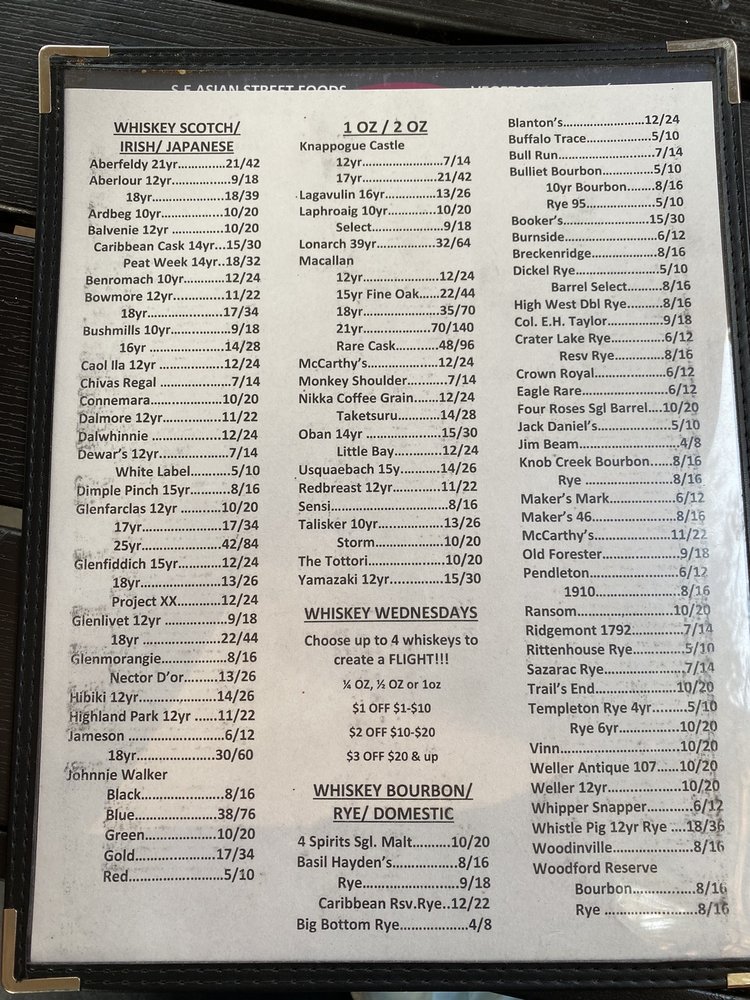 S.E ASIAN STREET FOODS
WHISKEY SCOTCH/
IRISH/ JAPANESE
Aberfeldy 21yr.............21/42
Aberlour 12yr................9/18
18yr....................18/39
Ardbeg 10yr................10/20
Balvenie 12yr ..............10/20
Caribbean Cask 14yr...15/30
Peat Week 14yr..18/32
Benromach 10yr...........12/24
Bowmore 12yr..............11/22
18yr.....................17/34
Bushmills 10yr...............9/18
16yr ...................14/28
Caol Ila 12yr .................12/24
Chivas Regal ..................7/14
Connemara..................10/20
Dalmore 12yr...............11/22
Dalwhinnie ..................12/24
Dewar's 12yr..................7/14
White Label..........5/10
Dimple Pinch 15yr..........8/16
Glenfarclas 12yr ...........10/20
17yr.....................17/34
25yr.....................42/84
Glenfiddich 15yr...........12/24
18yr.....................13/26
Project XX...........12/24
Glenlivet 12yr .................9/18
18yr .....................22/44
Glenmorangie.................8/16
Nector D'or.........13/26
Hibiki 12yr....................14/26
Highland Park 12yr ......11/22
Jameson .........................6/12
18yr.......................30/60
Johnnie Walker
Black.....................8/16
Blue.....................38/76
Green...................10/20
Gold.....................17/34
Red........................5/10
1 OZ / 2 OZ
Knappogue Castle
12yr.....................7/14
17yr...................21/42
Lagavulin 16yr.............13/26
Laphroaig 10yr.............10/20
Select...................9/18
Lonarch 39yr...............32/64
Macallan
12yr...................12/24
15yr Fine Oak.....22/44
18yr...................35/70
21yr.................70/140
Rare Cask..........48/96
McCarthy's..................12/24
Monkey Shoulder..........7/14
Nikka Coffee Grain......12/24
Taketsuru...........14/28
Oban 14yr ...................15/30
Little Bay............12/24
Usquaebach 15y..........14/26
Redbreast 12yr............11/22
Sensi..............................8/16
Talisker 10yr................13/26
Storm.................10/20
The Tottori...................10/20
Yamazaki 12yr..............15/30
WHISKEY WEDNESDAYS
Choose up to 4 whiskeys to
create a FLIGHT!!!
¼ OZ, ½ OZ or 1oz
$1 OFF $1-$10
$2 OFF $10-$20
$3 OFF $20 & up
WHISKEY BOURBON/
RYE/ DOMESTIC
4 Spirits Sgl. Malt..........10/20
Basil Hayden's................8/16
Rye........................9/18
Caribbean Rsv.Rye..12/22
Big Bottom Rye.................4/8
Blanton's........................12/24
Buffalo Trace...................5/10
Bull Run...........................7/14
Bulliet Bourbon...............5/10
10yr Bourbon........8/16
Rye 95...................5/10
Booker's........................15/30
Burnside..........................6/12
Breckenridge...................8/16
Dickel Rye.......................5/10
Barrel Select..........8/16
High West Dbl Rye..........8/16
Col. E.H. Taylor...............9/18
Crater Lake Rye...............6/12
Resv Rye...............8/16
Crown Royal....................6/12
Eagle Rare.......................6/12
Four Roses Sgl Barrel....10/20
Jack Daniel's....................5/10
Jim Beam..........................4/8
Knob Creek Bourbon......8/16
Rye .......................8/16
Maker's Mark..................6/12
Maker's 46......................8/16
McCarthy's....................11/22
Old Forester....................9/18
Pendleton.......................6/12
1910......................8/16
Ransom.........................10/20
Ridgemont 1792..............7/14
Rittenhouse Rye..............5/10
Sazarac Rye.....................7/14
Trail's End.....................10/20
Templeton Rye 4yr.........5/10
Rye 6yr...............10/20
Vinn..............................10/20
Weller Antique 107......10/20
Weller 12yr...................10/20
Whipper Snapper............6/12
Whistle Pig 12yr Rye ....18/36
Woodinville.....................8/16
Woodford Reserve
Bourbon................8/16
Rye .......................8/16